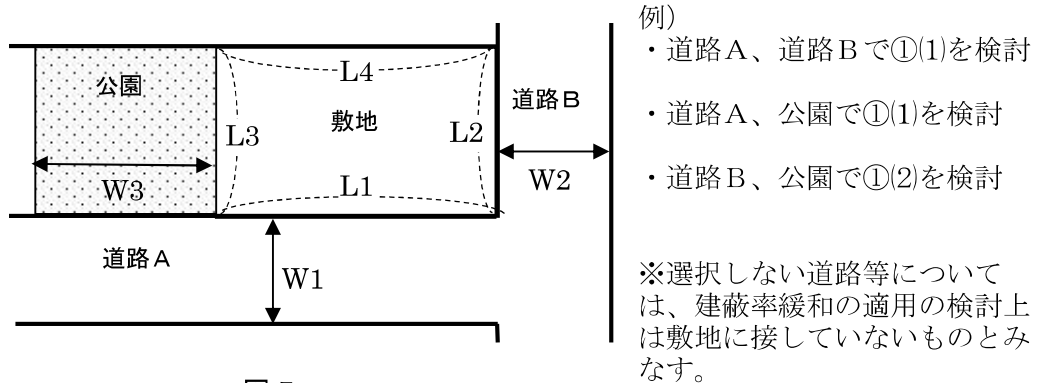 公園
L4
敷地
L3
L2
道路B
W3
L1
W2
道路A
W1
例)
・道路A、道路Bで①⑴を検討
・道路A、公園で①⑴を検討
・道路B、公園で①⑵を検討
※選択しない道路等について
は、建蔽率緩和の適用の検討上
は敷地に接していないものとみ
なす。